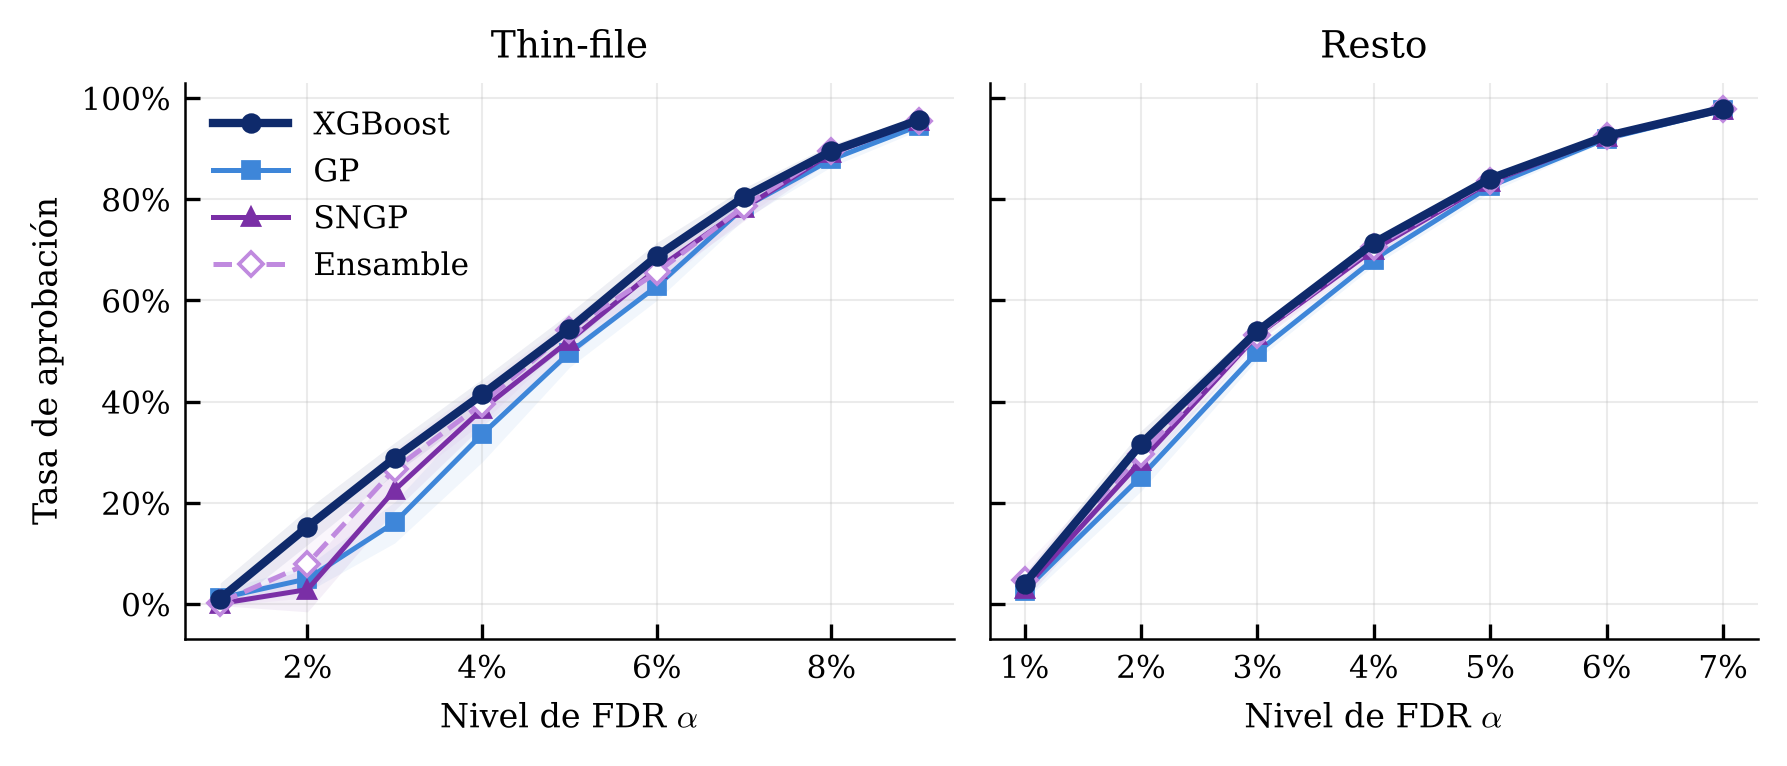 Thin-file
Resto
100%
80%
60%
40%
20%
0%
Tasa de aprobación
XGBoost
GP
SNGP
Ensamble
2%
4%
6%
8%
1%
2%
3%
4%
5%
6%
7%
Nivel de FDR α
Nivel de FDR α